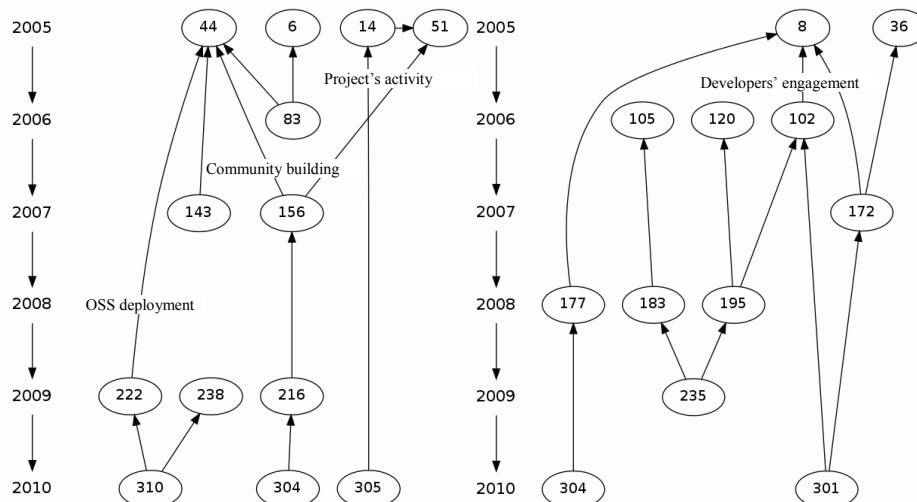 2005 44 6 14 51 2005 8 36
Project's activity Developers' engagement
2006 83 2006 105 120 102
Community building
2007 143 156 2007 172
OSS deployment 
2008 2008 177 183 195
2009 222 238 216 2009 235
2010 310 304 305 2010 304 301